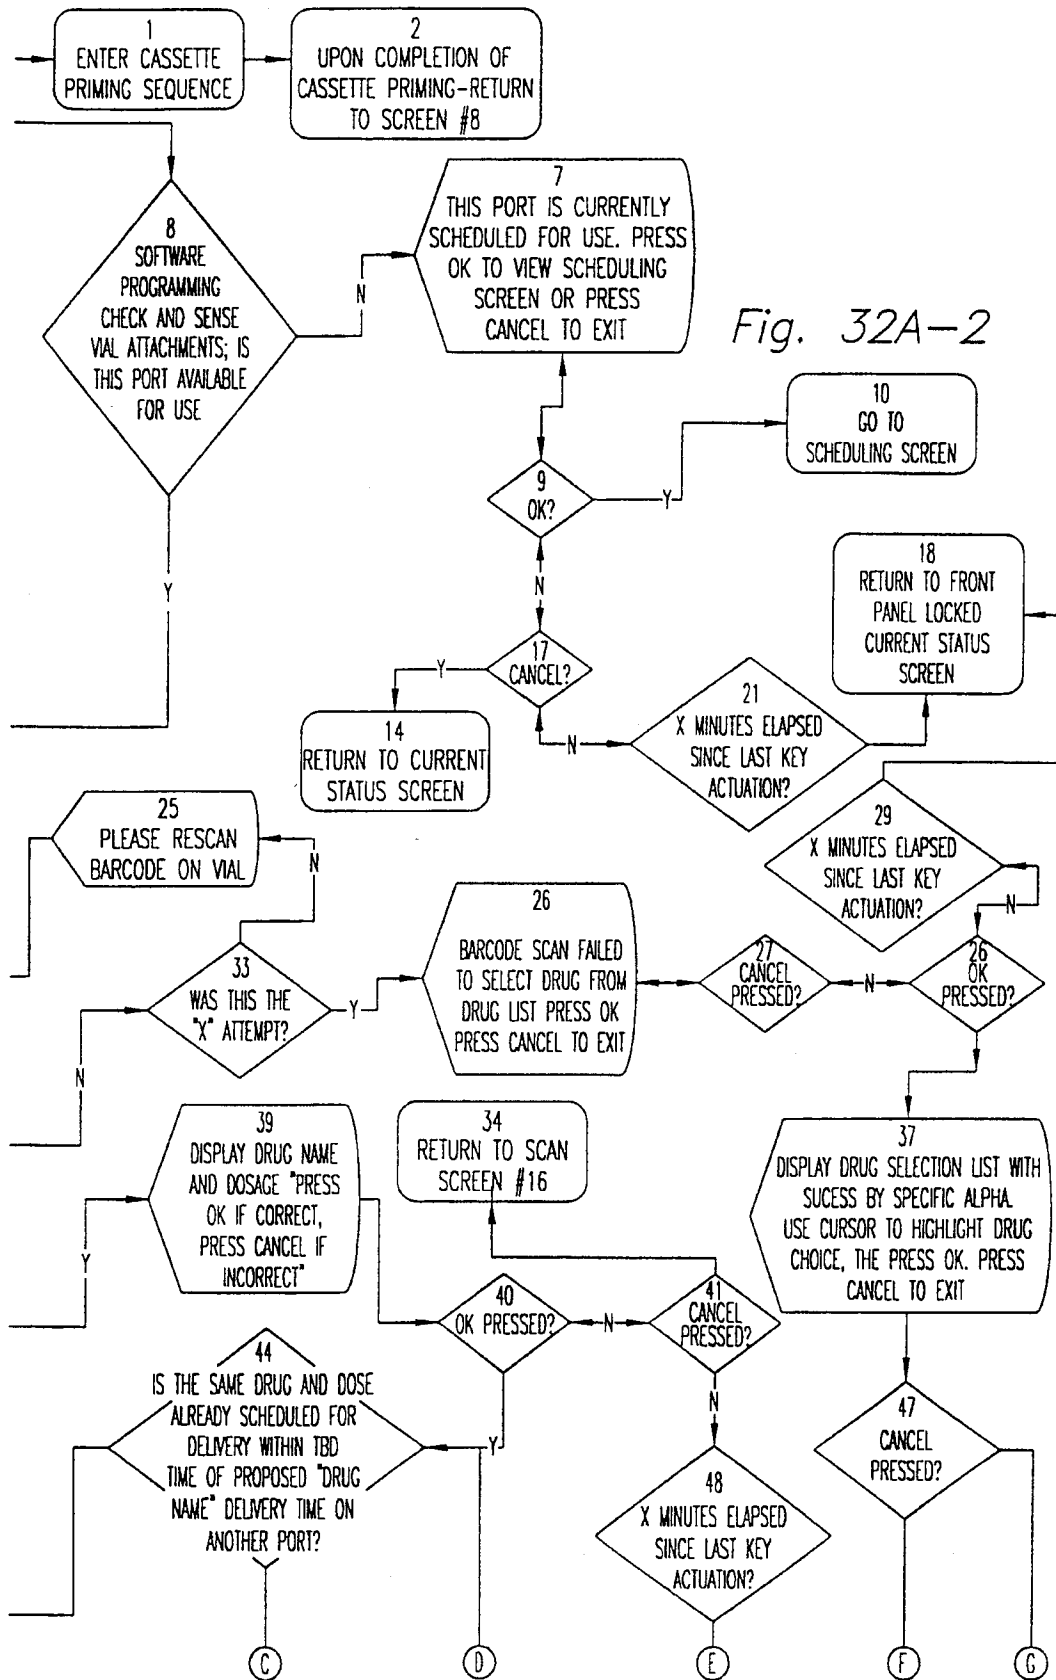 1
ENTER CASSETTE
PRIMING SEQUENCE
2
UPON COMPLETION OF
CASSETTE PRIMING-RETURN
TO SCREEN #8
8
SOFTWARE
PROGRAMMING
CHECK AND SENSE
VIAL ATTACHMENTS; IS
THIS PORT AVAILABLE
FOR USE
N
7
THIS PORT IS CURRENTLY
SCHEDULED FOR USE. PRESS
OK TO VIEW SCHEDULING
SCREEN OR PRESS
CANCEL TO EXIT
Fig. 32A-2
10
GO TO
SCHEDULING SCREEN
9
OK?
Y
Y
N
18
RETURN TO FRONT
PANEL LOCKED
CURRENT STATUS
SCREEN
17
CANCEL?
Y
N
14
RETURN TO CURRENT
STATUS SCREEN
21
X MINUTES ELAPSED
SINCE LAST KEY
ACTUATION?
25
PLEASE RESCAN
BARCODE ON VIAL
N
29
X MINUTES ELAPSED
SINCE LAST KEY
ACTUATION?
N
33
WAS THIS THE
"X" ATTEMPT?
Y
N
26
BARCODE SCAN FAILED
TO SELECT DRUG FROM
DRUG LIST PRESS OK
PRESS CANCEL TO EXIT
27
CANCEL
PRESSED?
N
26
OK
PRESSED?
39
DISPLAY DRUG NAME
AND DOSAGE "PRESS
OK IF CORRECT,
PRESS CANCEL IF
INCORRECT"
Y
34
RETURN TO SCAN
SCREEN #16
37
DISPLAY DRUG SELECTION LIST WITH
SUCESS BY SPECIFIC ALPHA.
USE CURSOR TO HIGHLIGHT DRUG
CHOICE, THE PRESS OK. PRESS
CANCEL TO EXIT
40
OK PRESSED?
N
41
CANCEL
PRESSED?
N
Y
44
IS THE SAME DRUG AND DOSE
ALREADY SCHEDULED FOR
DELIVERY WITHIN TBD
TIME OF PROPOSED "DRUG
NAME" DELIVERY TIME ON
ANOTHER PORT?
48
X MINUTES ELAPSED
SINCE LAST KEY
ACTUATION?
47
CANCEL
PRESSED?
C
D
E
F
G